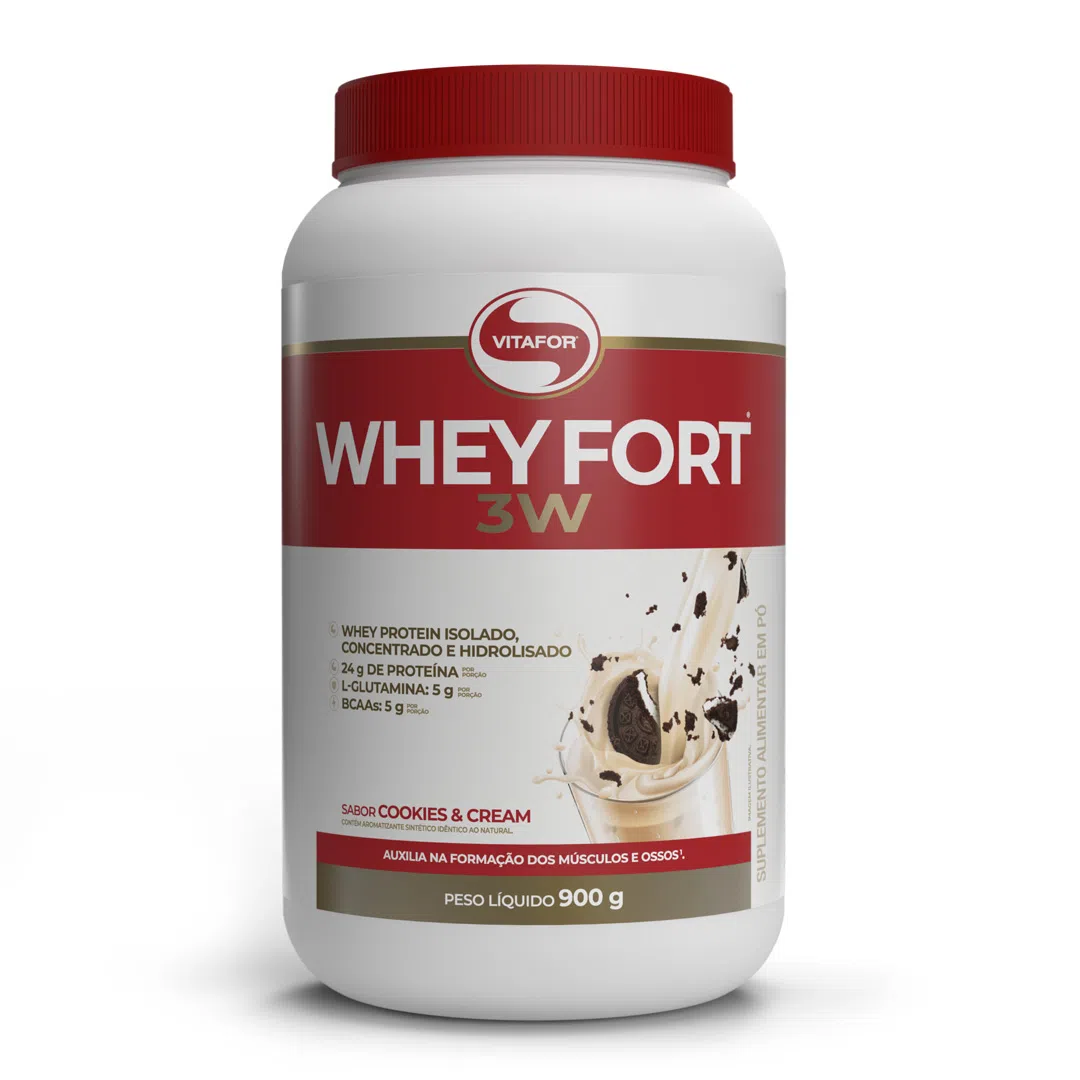 VITAFOR®
WHEY FORT®
3W
WHEY PROTEIN ISOLADO,
CONCENTRADO E HIDROLISADO
24 g DE PROTEÍNA POR PORÇÃO
L-GLUTAMINA: 5 g POR PORÇÃO
BCAAs: 5 g POR PORÇÃO
SABOR COOKIES & CREAM
CONTÉM AROMATIZANTE SINTÉTICO IDÊNTICO AO NATURAL.
IMAGEM ILUSTRATIVA.
SUPLEMENTO ALIMENTAR EM PÓ
AUXILIA NA FORMAÇÃO DOS MÚSCULOS E OSSOS¹.
PESO LÍQUIDO 900 g